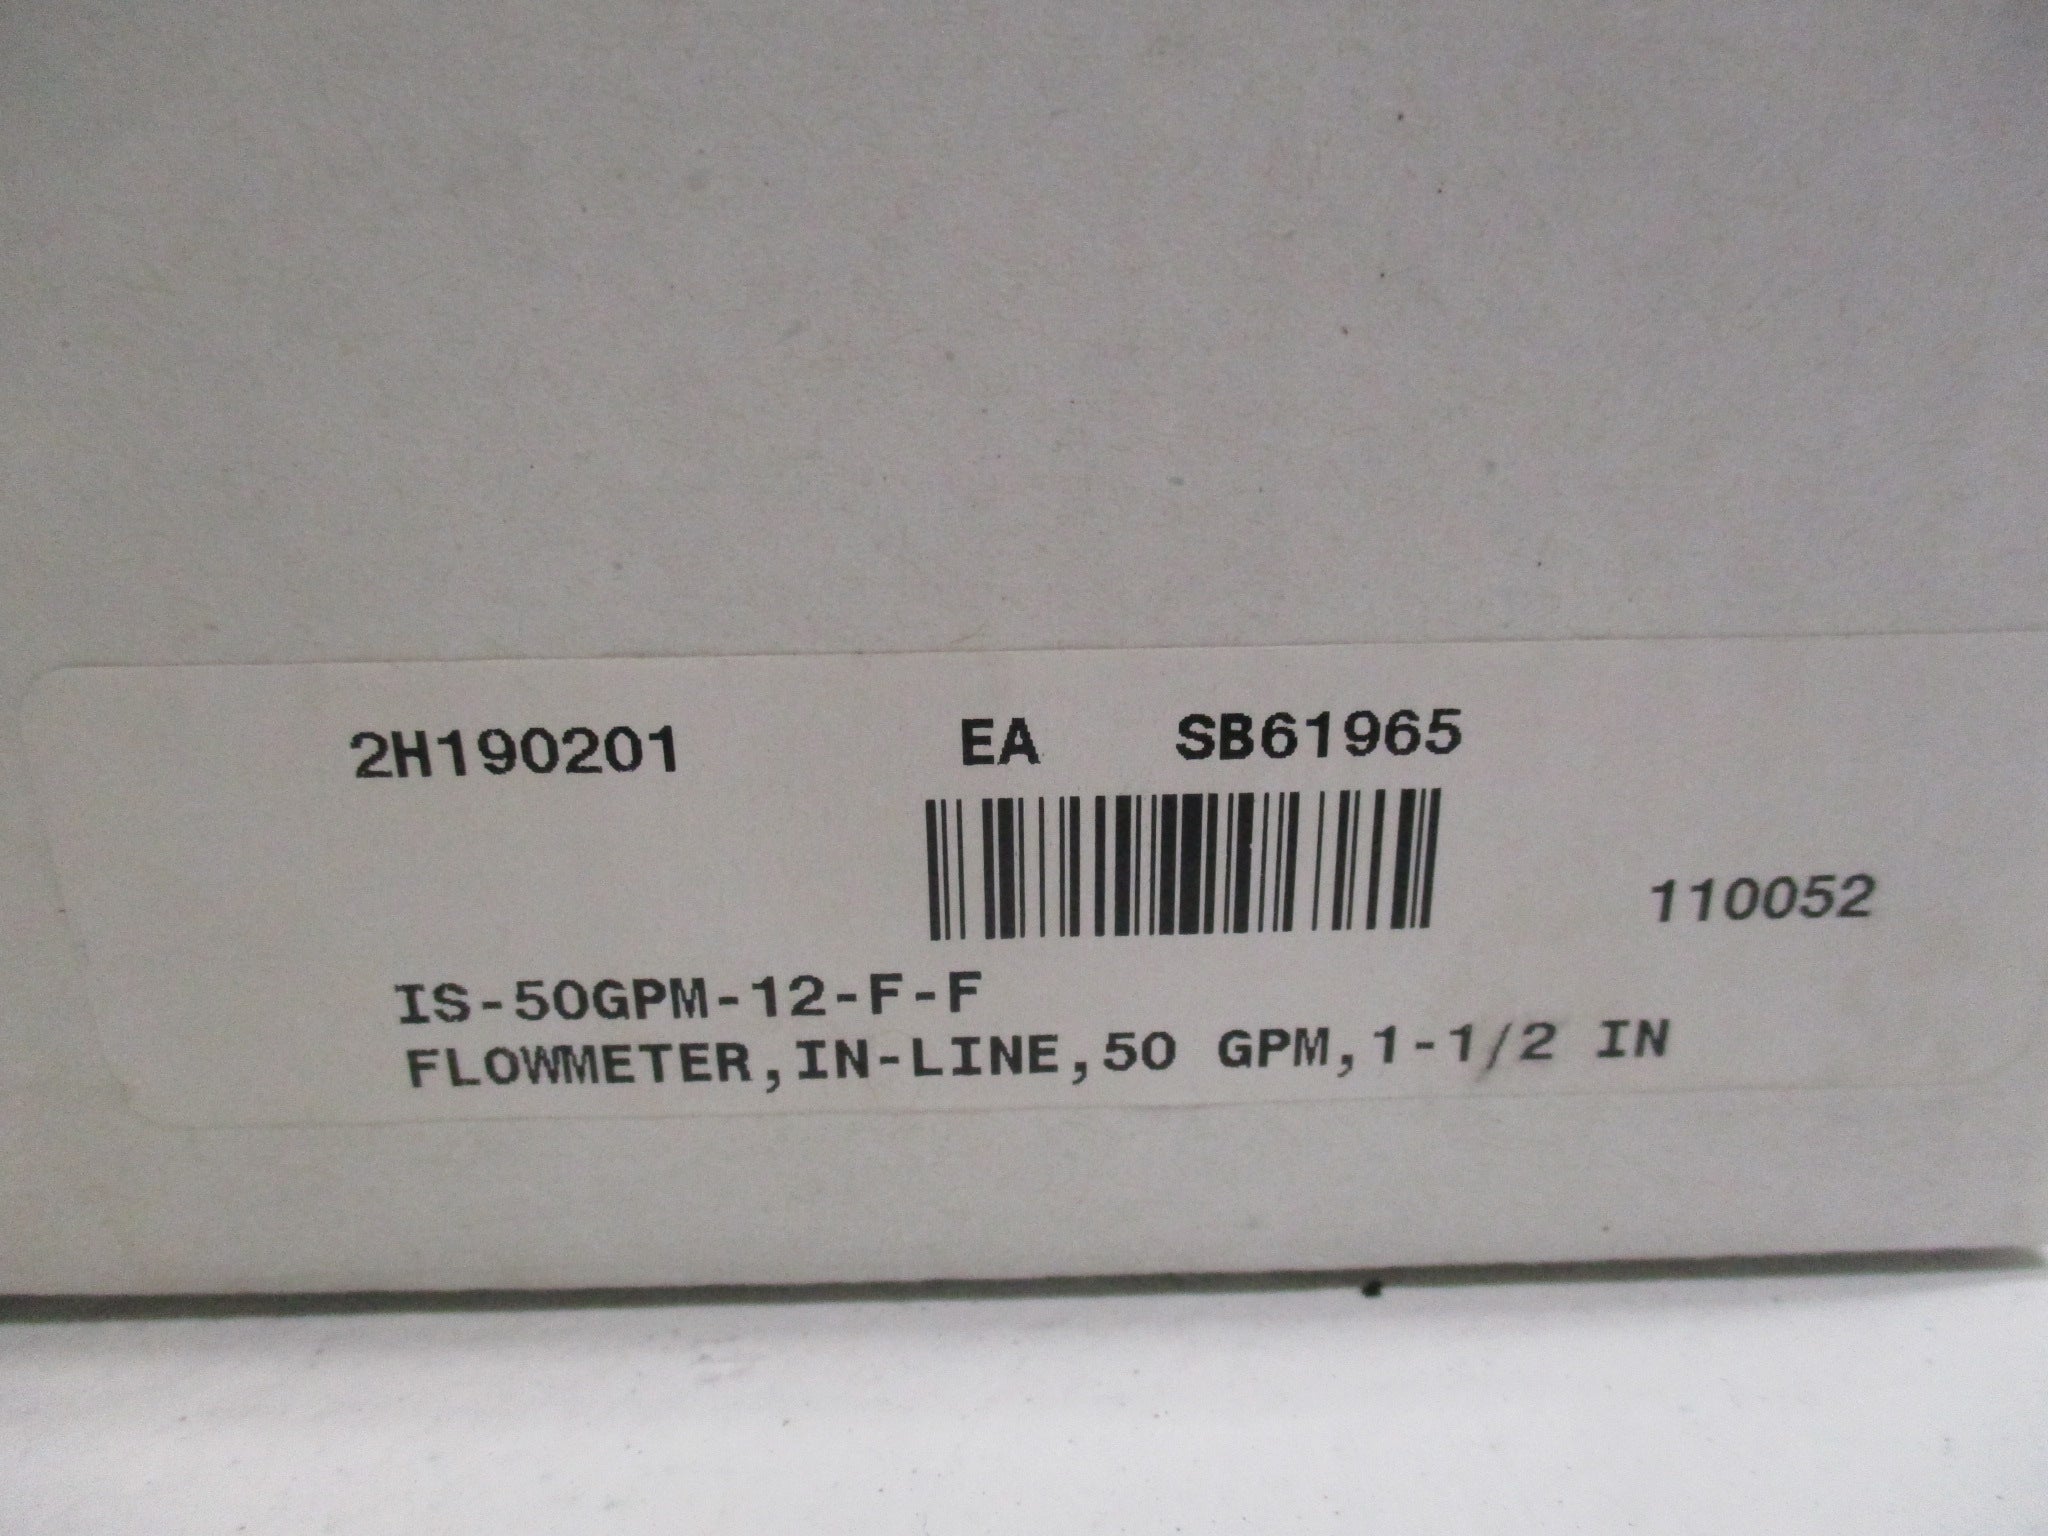 2H190201 EA SB61965
110052
IS-50GPM-12-F-F
FLOWMETER,IN-LINE,50 GPM,1-1/2 IN